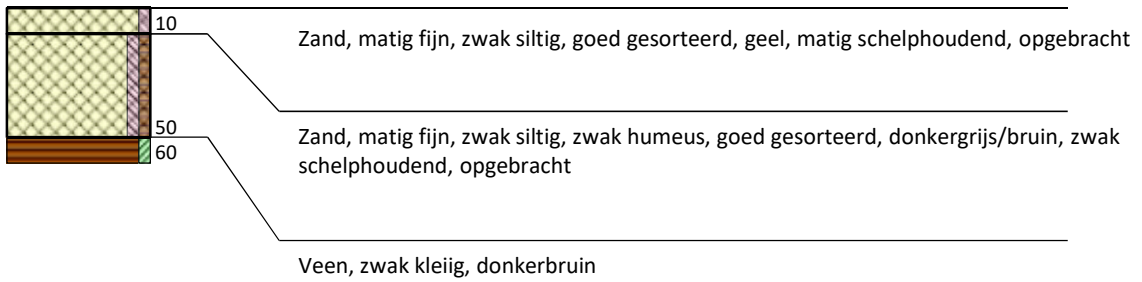 10
Zand, matig fijn, zwak siltig, goed gesorteerd, geel, matig schelphoudend, opgebracht
50
Zand, matig fijn, zwak siltig, zwak humeus, goed gesorteerd, donkergrijs/bruin, zwak
schelphoudend, opgebracht
60
Veen, zwak kleiig, donkerbruin